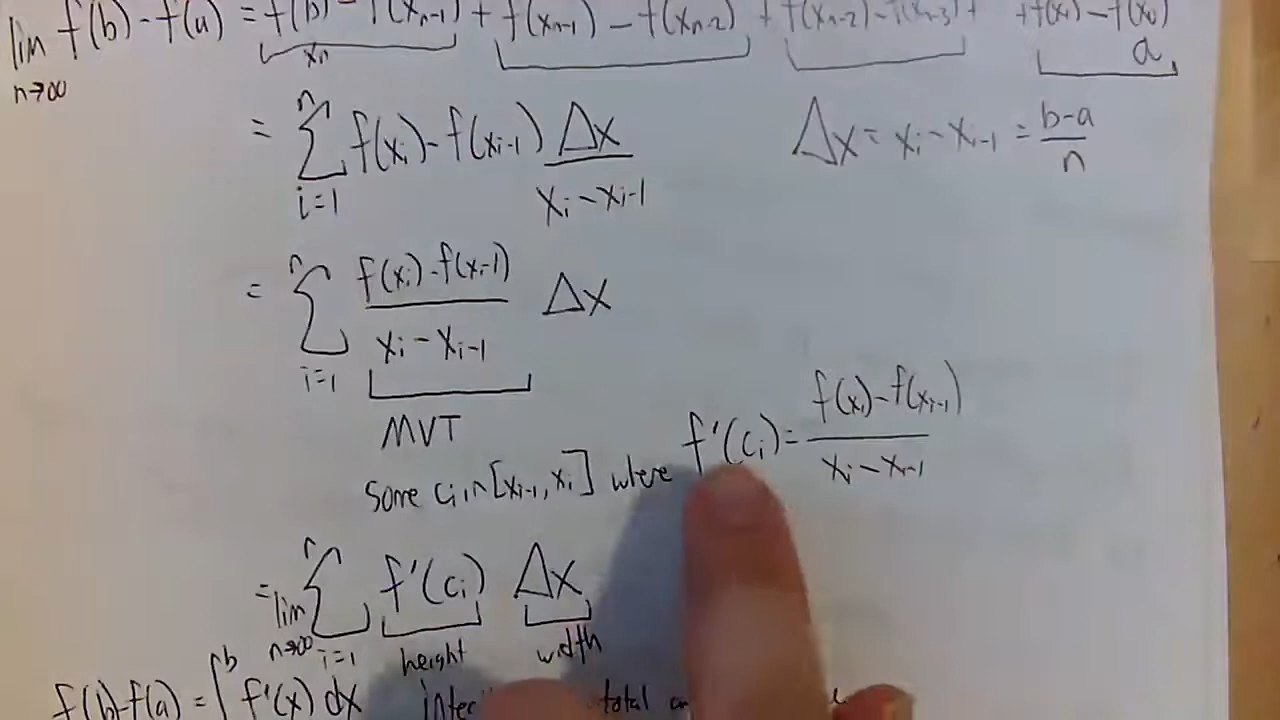 lim n→∞ f(b) - f(a) = f(b) - f(xn-1) + f(xn-1) - f(xn-2) + f(xn-2) - f(xn-3) + + f(x1) - f(x0)
xn a
= n Σ i=1 f(xi) - f(xi-1) Δx / xi - xi-1
Δx = xi - xi-1 = b-a / n
= n Σ i=1 f(xi) - f(xi-1) / xi - xi-1 Δx
MVT
some ci in [xi-1, xi] where f'(ci) = f(xi) - f(xi-1) / xi - xi-1
= lim n→∞ n Σ i=1 f'(ci) Δx
height width
f(b)-f(a) = ∫ b f'(x) dx total